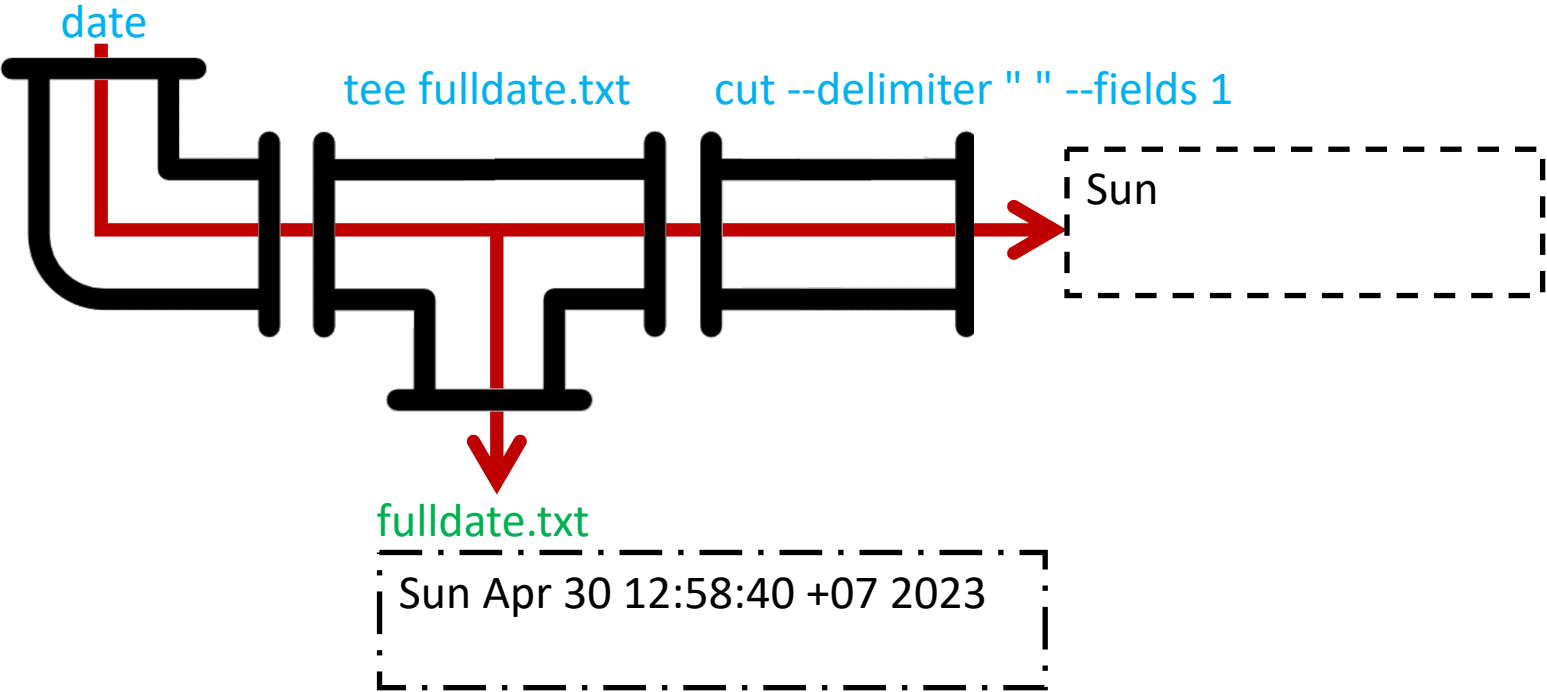 date
tee fulldate.txt
cut --delimiter " " --fields 1
Sun
fulldate.txt
Sun Apr 30 12:58:40 +07 2023